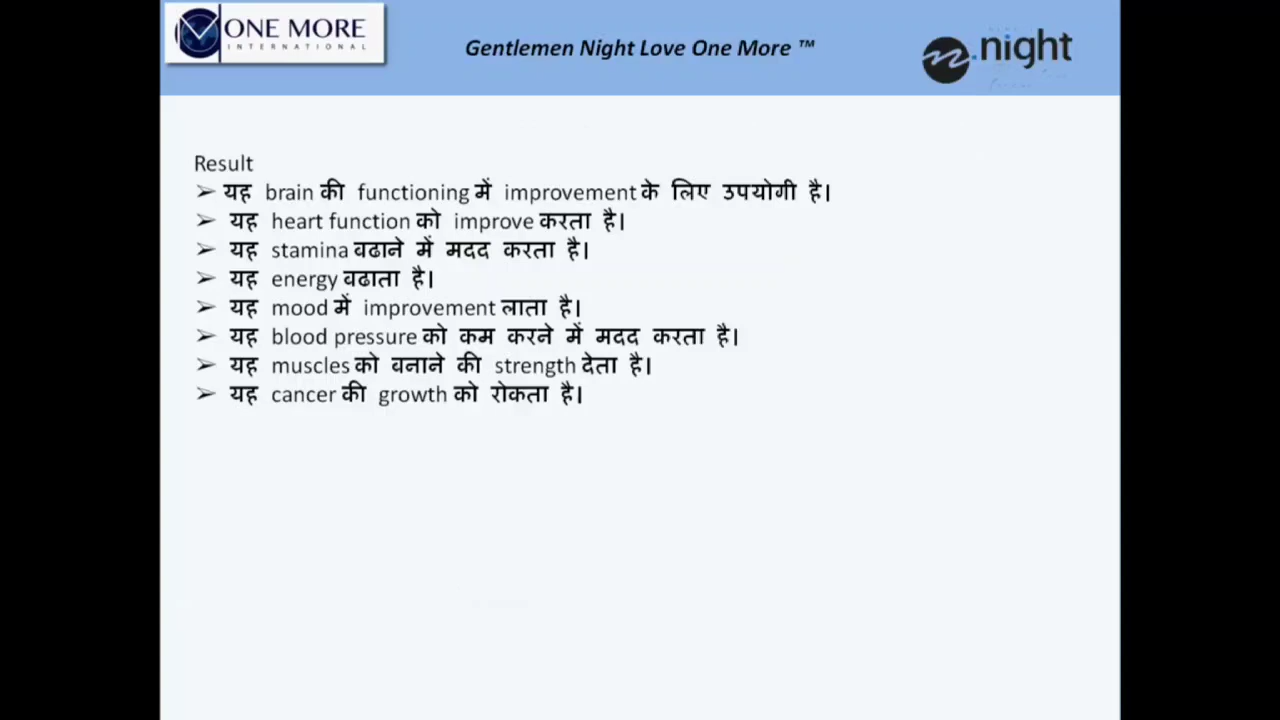 ONE MORE
INTERNATIONAL
Gentlemen Night Love One More ™
n.night
Result
➢ यह brain की functioning में improvement के लिए उपयोगी है।
➢ यह heart function को improve करता है।
➢ यह stamina बढाने में मदद करता है।
➢ यह energy बढाता है।
➢ यह mood में improvement लाता है।
➢ यह blood pressure को कम करने में मदद करता है।
➢ यह muscles को बनाने की strength देता है।
➢ यह cancer की growth को रोकता है।